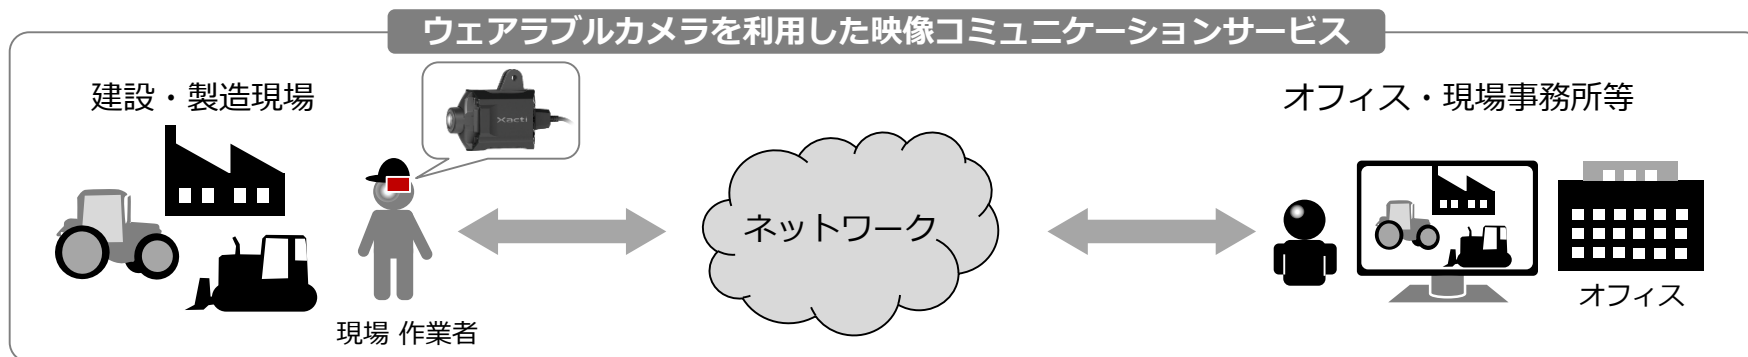 ウェアラブルカメラを利用した映像コミュニケーションサービス
建設・製造現場
Xacti
オフィス・現場事務所等
ネットワーク
オフィス
現場 作業者